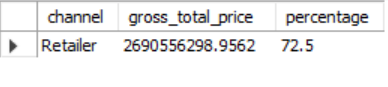 channel gross_total_price percentage
Retailer 2690556298.9562 72.5